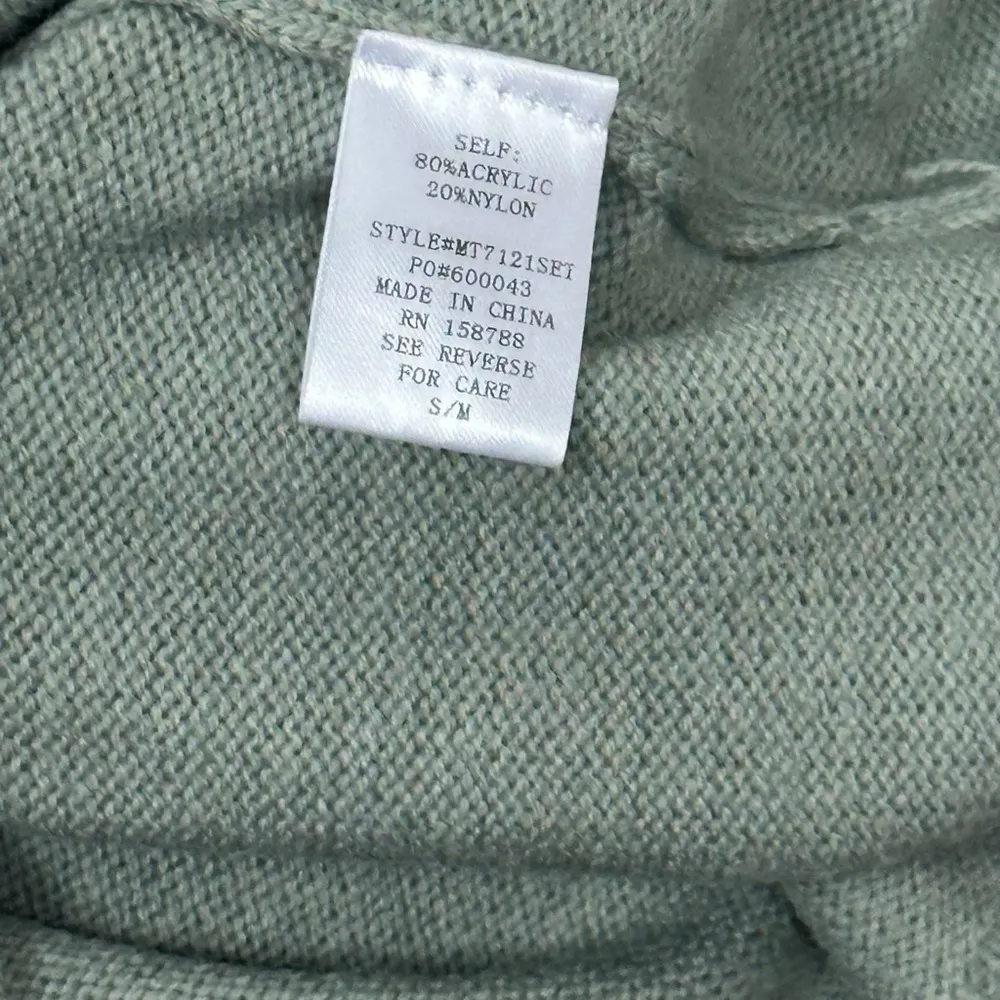 SELF:
80%ACRYLIC
20%NYLON
STYLE#MT7121SET
PO#600043
MADE IN CHINA
RN 158788
SEE REVERSE
FOR CARE
S/M